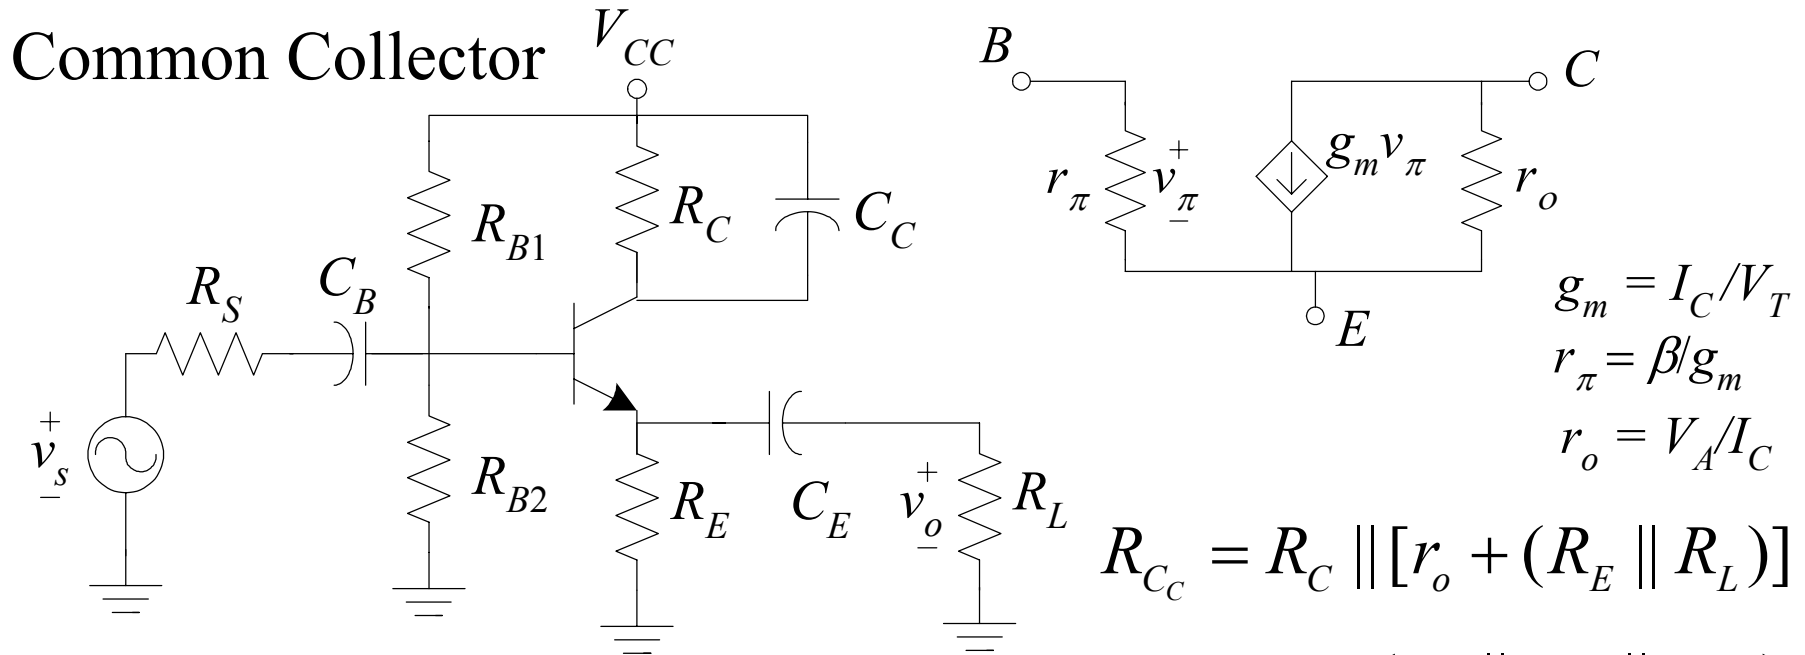 Common Collector
V_CC
R_B1
R_C
C_C
R_S
C_B
+
v_s
−
R_B2
R_E
C_E
+
v_o
−
R_L
B
C
r_π
+
v_π
−
g_m v_π
r_o
E
g_m = I_C/V_T
r_π = β/g_m
r_o = V_A/I_C
R_{C_C} = R_C || [r_o + (R_E || R_L)]